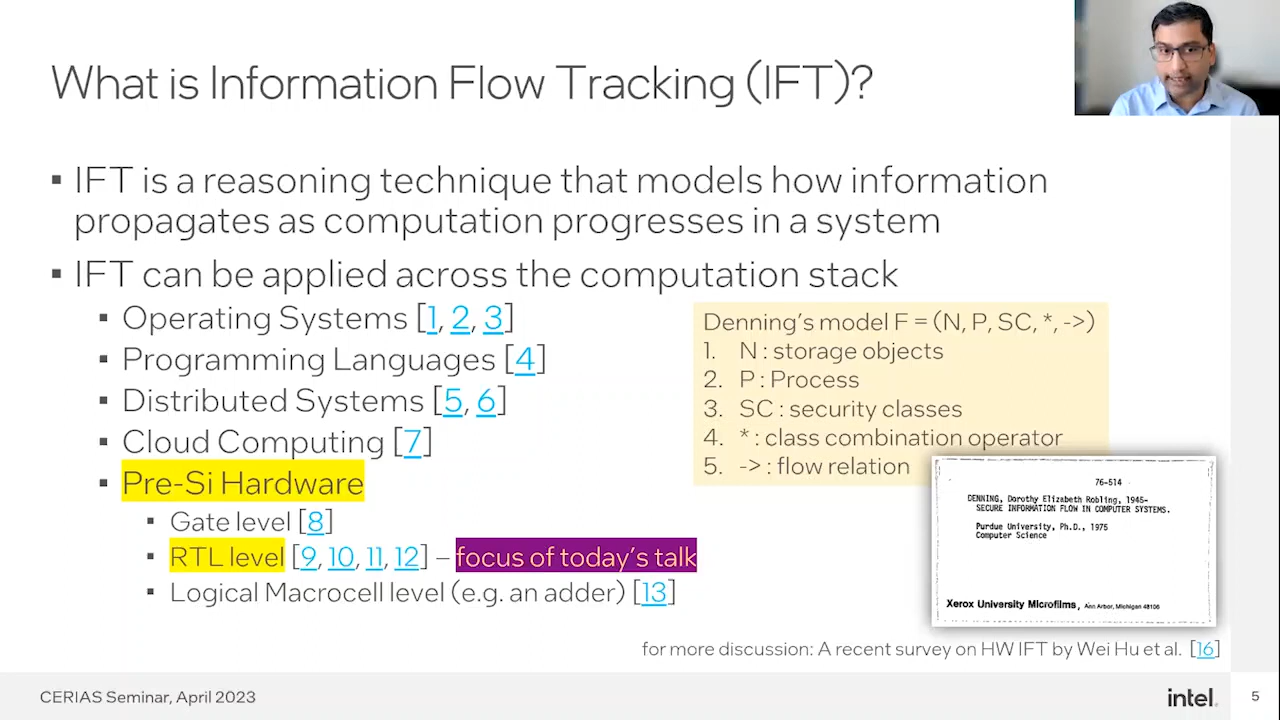 What is Information Flow Tracking (IFT)?
▪ IFT is a reasoning technique that models how information
propagates as computation progresses in a system
▪ IFT can be applied across the computation stack
▪ Operating Systems [1, 2, 3]
▪ Programming Languages [4]
▪ Distributed Systems [5, 6]
▪ Cloud Computing [7]
▪ Pre-Si Hardware
▪ Gate level [8]
▪ RTL level [9, 10, 11, 12] – focus of today's talk
▪ Logical Macrocell level (e.g. an adder) [13]
Denning's model F = (N, P, SC, *, ->)
1. N : storage objects
2. P : Process
3. SC : security classes
4. * : class combination operator
5. -> : flow relation
76-514
DENNING, Dorothy Elizabeth Robling, 1945-
SECURE INFORMATION FLOW IN COMPUTER SYSTEMS.
Purdue University, Ph.D., 1975
Computer Science
Xerox University Microfilms, Ann Arbor, Michigan 48106
for more discussion: A recent survey on HW IFT by Wei Hu et al. [16]
CERIAS Seminar, April 2023
intel.
5